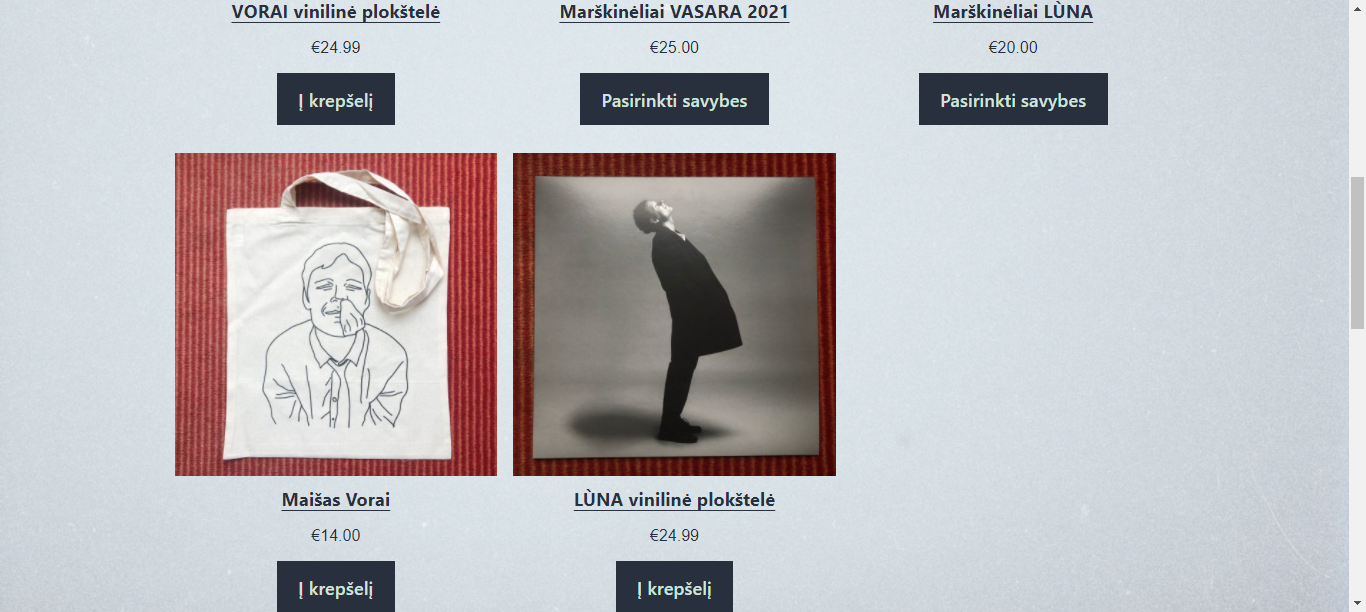 VORAI vinilinė plokštelė
€24.99
Į krepšelį
Marškinėliai VASARA 2021
€25.00
Pasirinkti savybes
Marškinėliai LÙNA
€20.00
Pasirinkti savybes
Maišas Vorai
€14.00
Į krepšelį
LÙNA vinilinė plokštelė
€24.99
Į krepšelį